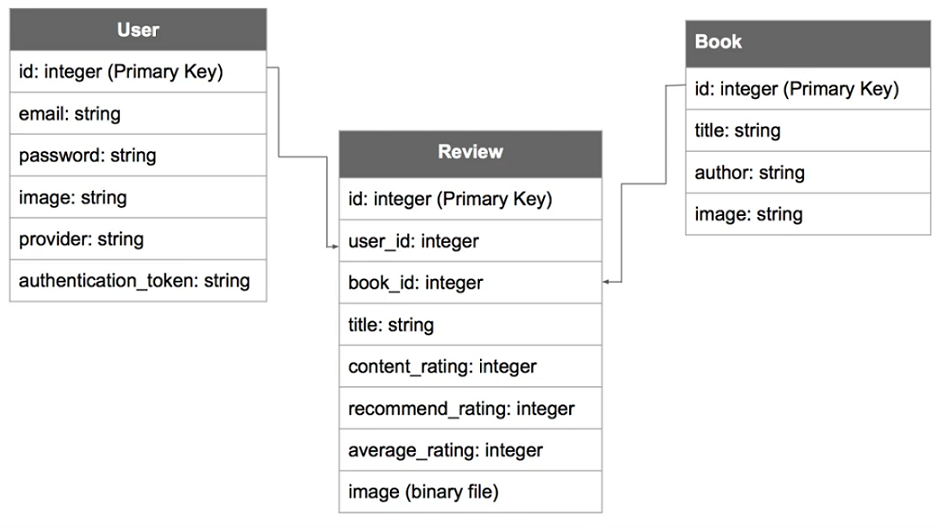 User
id: integer (Primary Key)
email: string
password: string
image: string
provider: string
authentication_token: string
Review
id: integer (Primary Key)
user_id: integer
book_id: integer
title: string
content_rating: integer
recommend_rating: integer
average_rating: integer
image (binary file)
Book
id: integer (Primary Key)
title: string
author: string
image: string